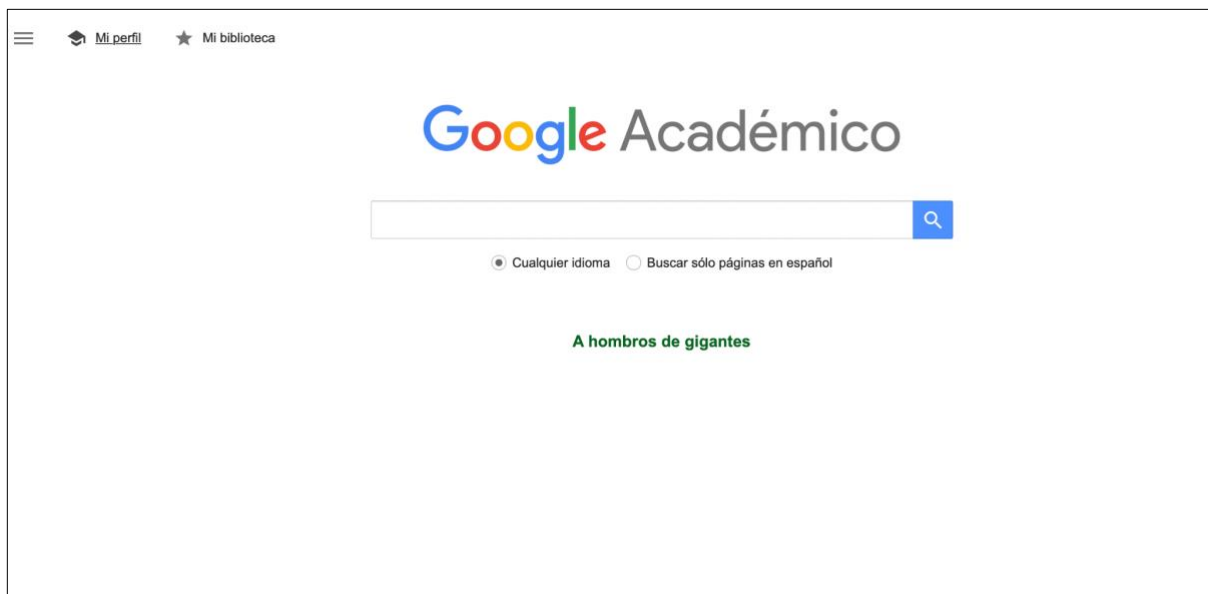 Mi perfil Mi biblioteca
Google Académico
Cualquier idioma Buscar sólo páginas en español
A hombros de gigantes